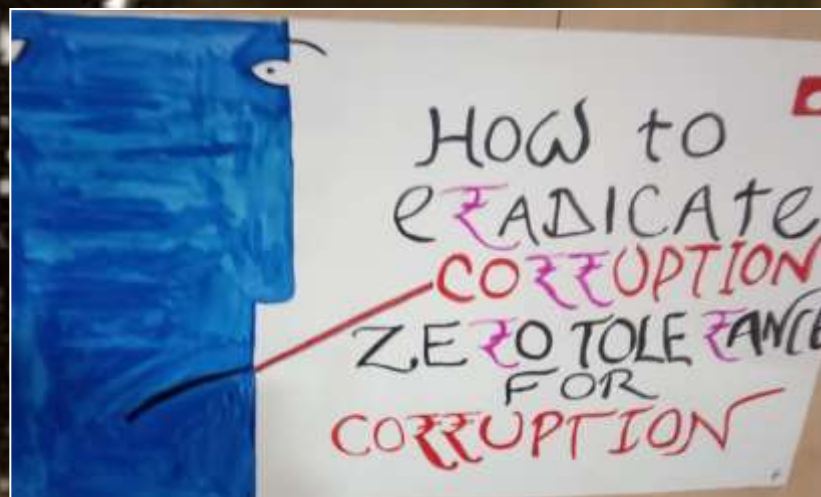 HOW to
e₹ADICAte
CO₹₹UPTION
ZE₹O TOLE₹ANCE
FOR
CO₹₹UPTION